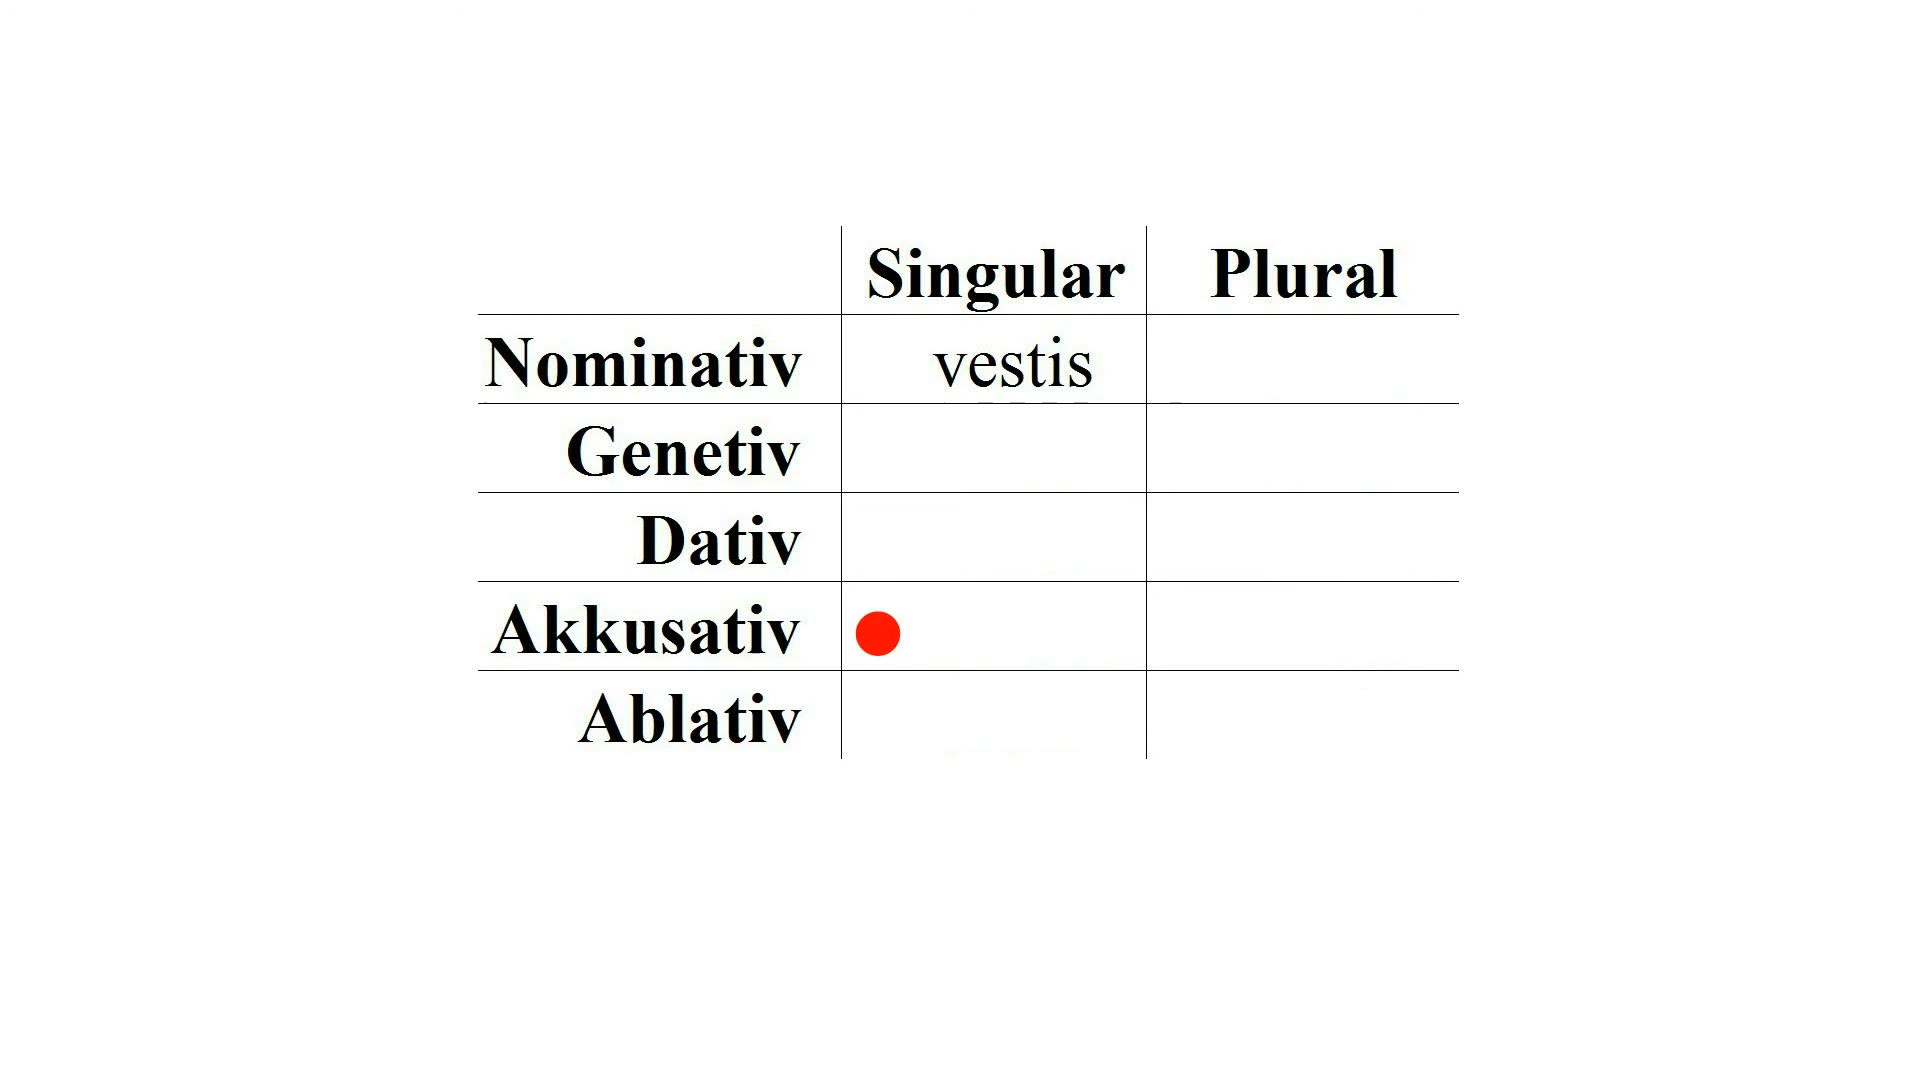 Singular Plural
Nominativ vestis
Genetiv
Dativ
Akkusativ
Ablativ